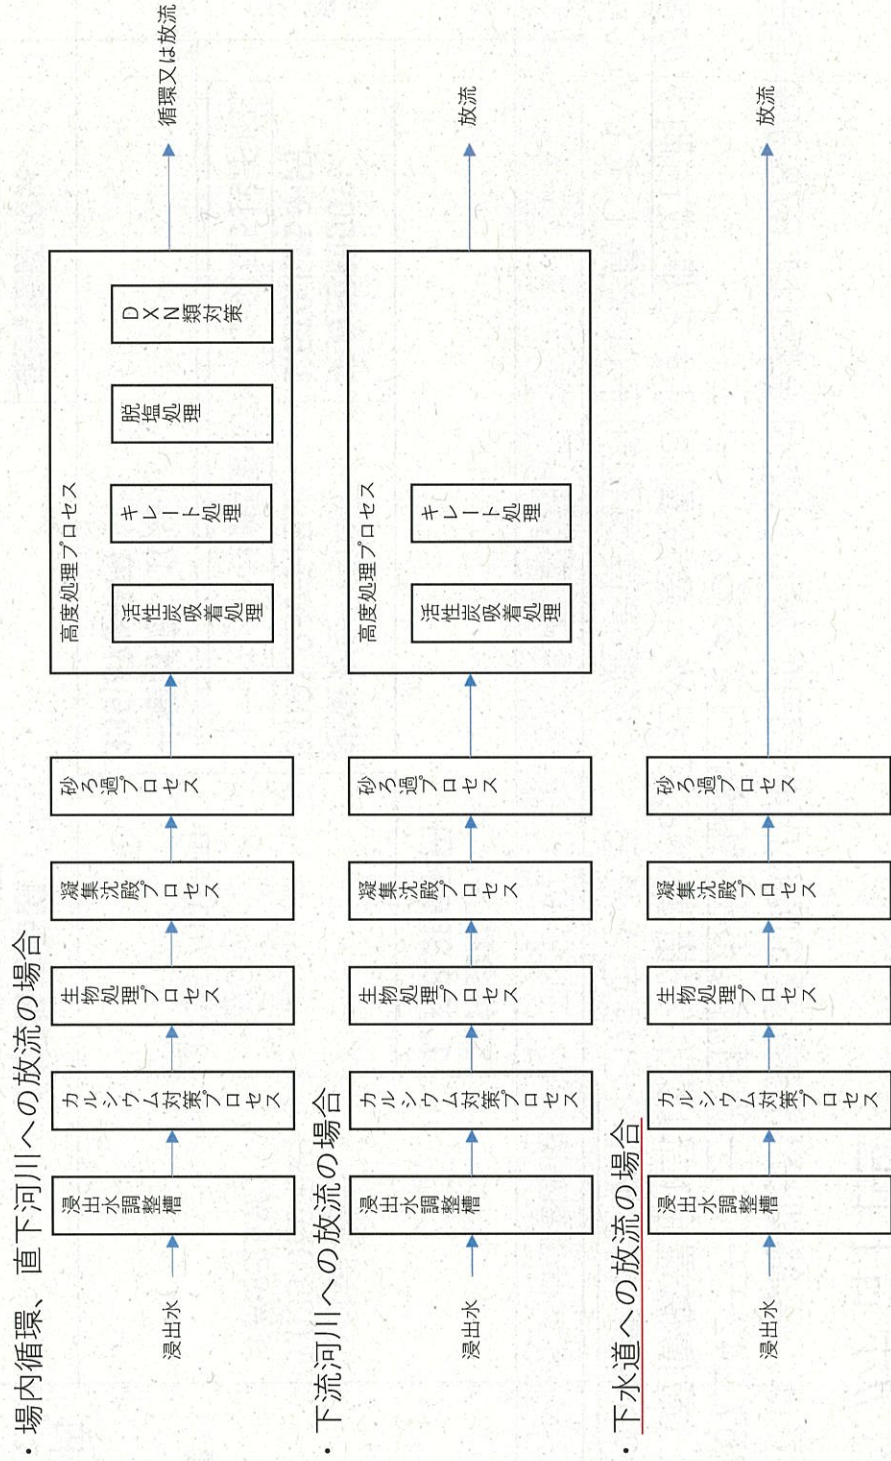 ・場内循環、直下河川への放流の場合
浸出水
浸出水調整槽
カルシウム対策プロセス
生物処理プロセス
凝集沈殿プロセス
砂ろ過プロセス
高度処理プロセス
活性炭吸着処理
キレート処理
脱塩処理
DXN類対策
循環又は放流
・下流河川への放流の場合
浸出水
浸出水調整槽
カルシウム対策プロセス
生物処理プロセス
凝集沈殿プロセス
砂ろ過プロセス
高度処理プロセス
活性炭吸着処理
キレート処理
放流
・下水道への放流の場合
浸出水
浸出水調整槽
カルシウム対策プロセス
生物処理プロセス
凝集沈殿プロセス
砂ろ過プロセス
放流